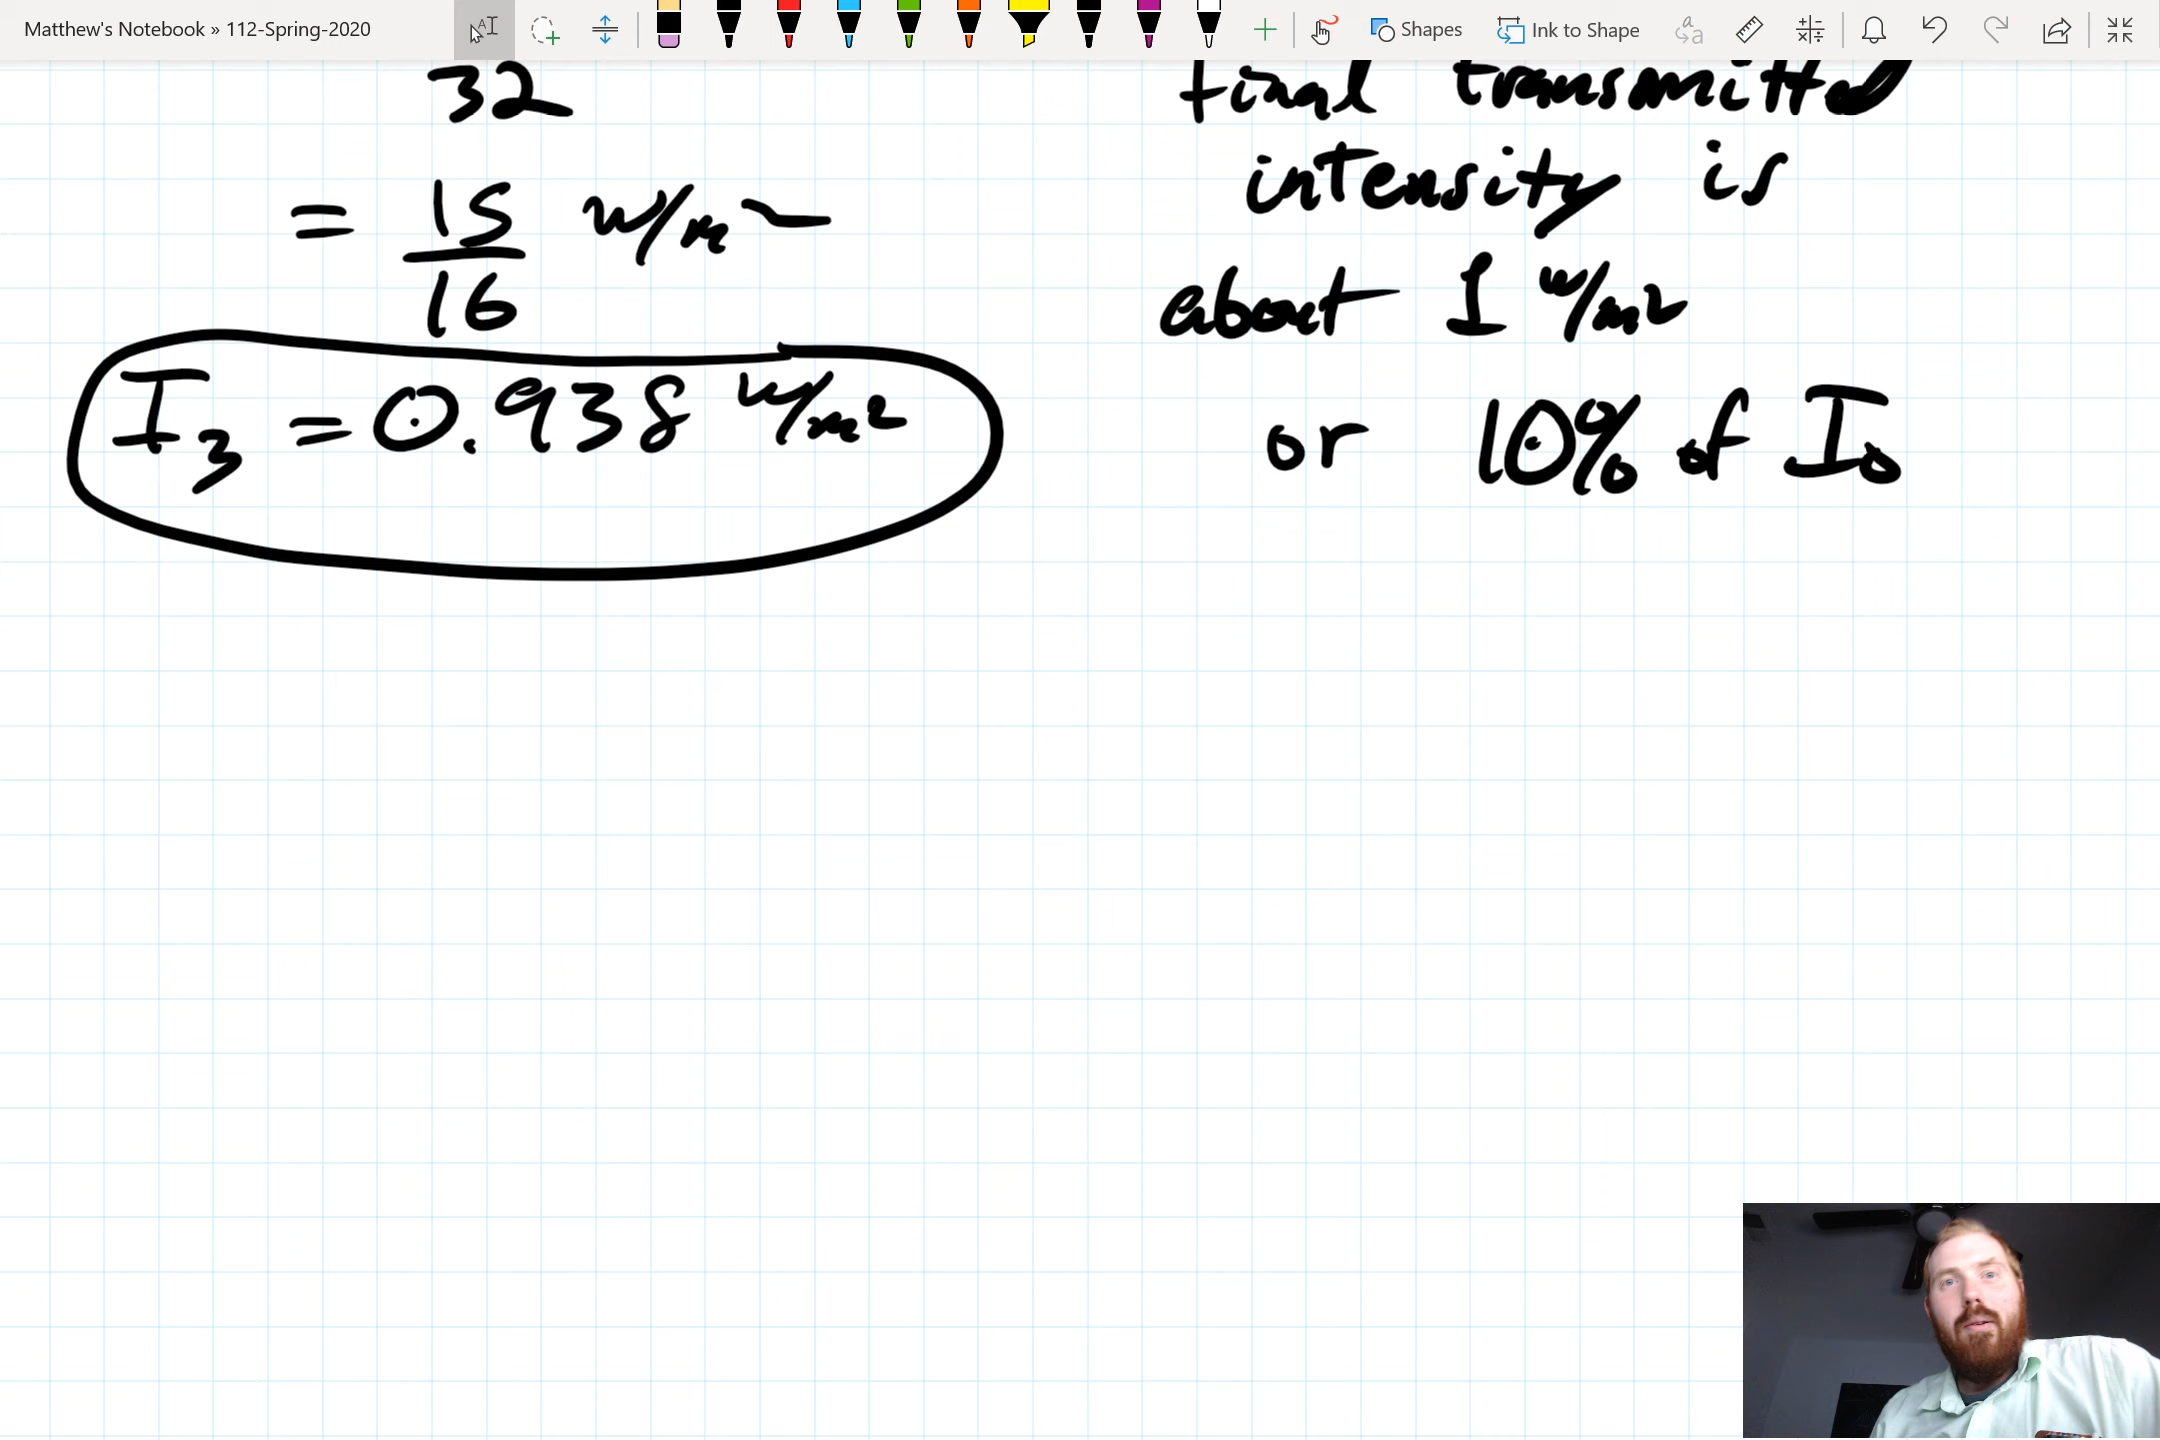 Matthew's Notebook » 112-Spring-2020
Shapes
Ink to Shape
32
= 15/16 W/m²
I₃ = 0.938 W/m²
final transmitted
intensity is
about 1 W/m²
or 10% of I₀